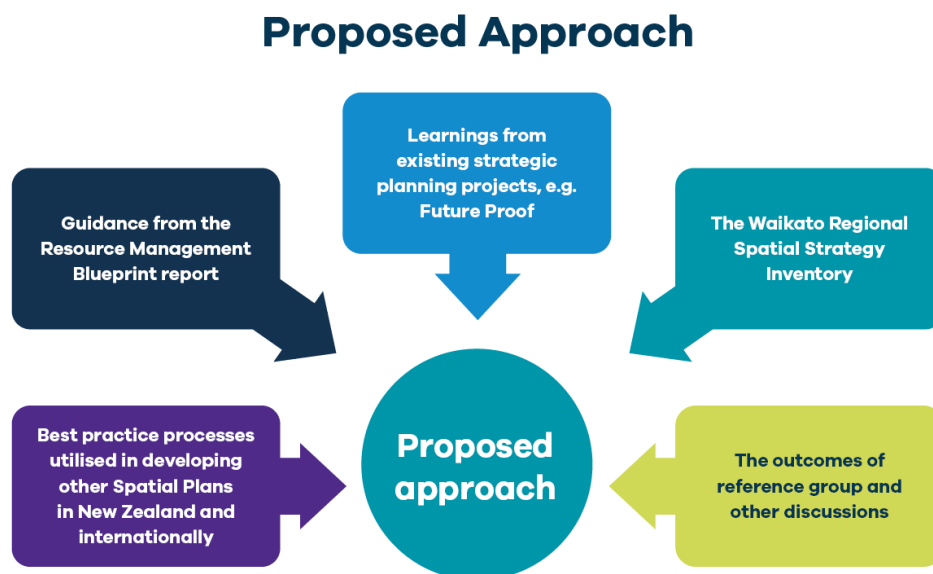 Proposed Approach
Learnings from
existing strategic
planning projects, e.g.
Future Proof
Guidance from the
Resource Management
Blueprint report
The Waikato Regional
Spatial Strategy
Inventory
Best practice processes
utilised in developing
other Spatial Plans
in New Zealand and
internationally
Proposed
approach
The outcomes of
reference group and
other discussions